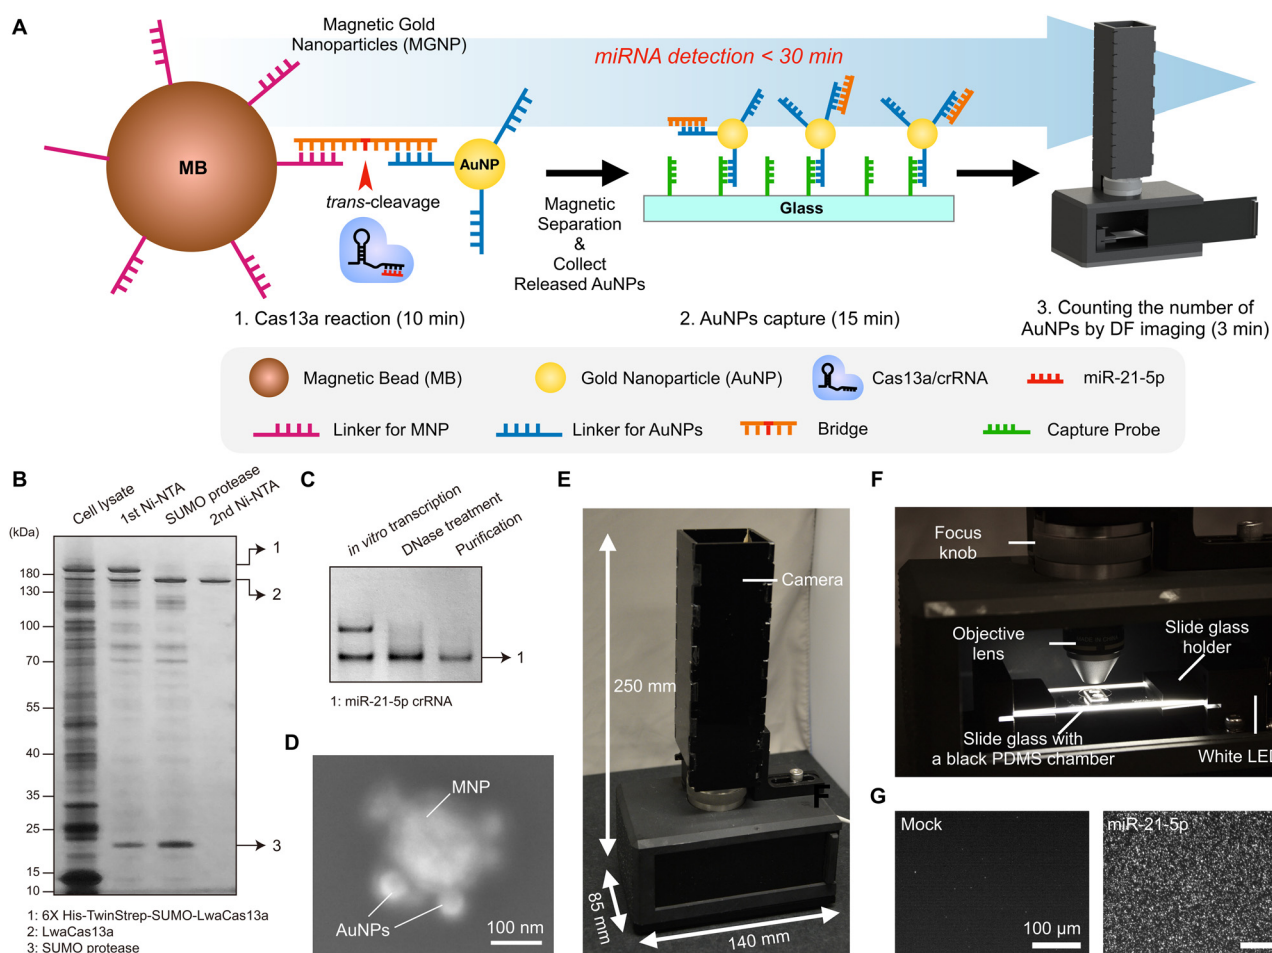 A
Magnetic Gold
Nanoparticles (MGNP)
miRNA detection < 30 min
MB
AuNP
trans-cleavage
Magnetic
Separation
&
Collect
Released AuNPs
Glass
1. Cas13a reaction (10 min)
2. AuNPs capture (15 min)
3. Counting the number of
AuNPs by DF imaging (3 min)
Magnetic Bead (MB)
Gold Nanoparticle (AuNP)
Cas13a/crRNA
miR-21-5p
Linker for MNP
Linker for AuNPs
Bridge
Capture Probe
B
Cell lysate
1st Ni-NTA
SUMO protease
2nd Ni-NTA
(kDa)
180
130
100
70
55
40
35
25
15
10
1
2
3
1: 6X His-TwinStrep-SUMO-LwaCas13a
2: LwaCas13a
3: SUMO protease
C
in vitro transcription
DNase treatment
Purification
1
1: miR-21-5p crRNA
D
MNP
AuNPs
100 nm
E
Camera
250 mm
F
85 mm
140 mm
F
Focus
knob
Objective
lens
Slide glass
holder
Slide glass with
a black PDMS chamber
White LED
G
Mock
100 µm
miR-21-5p